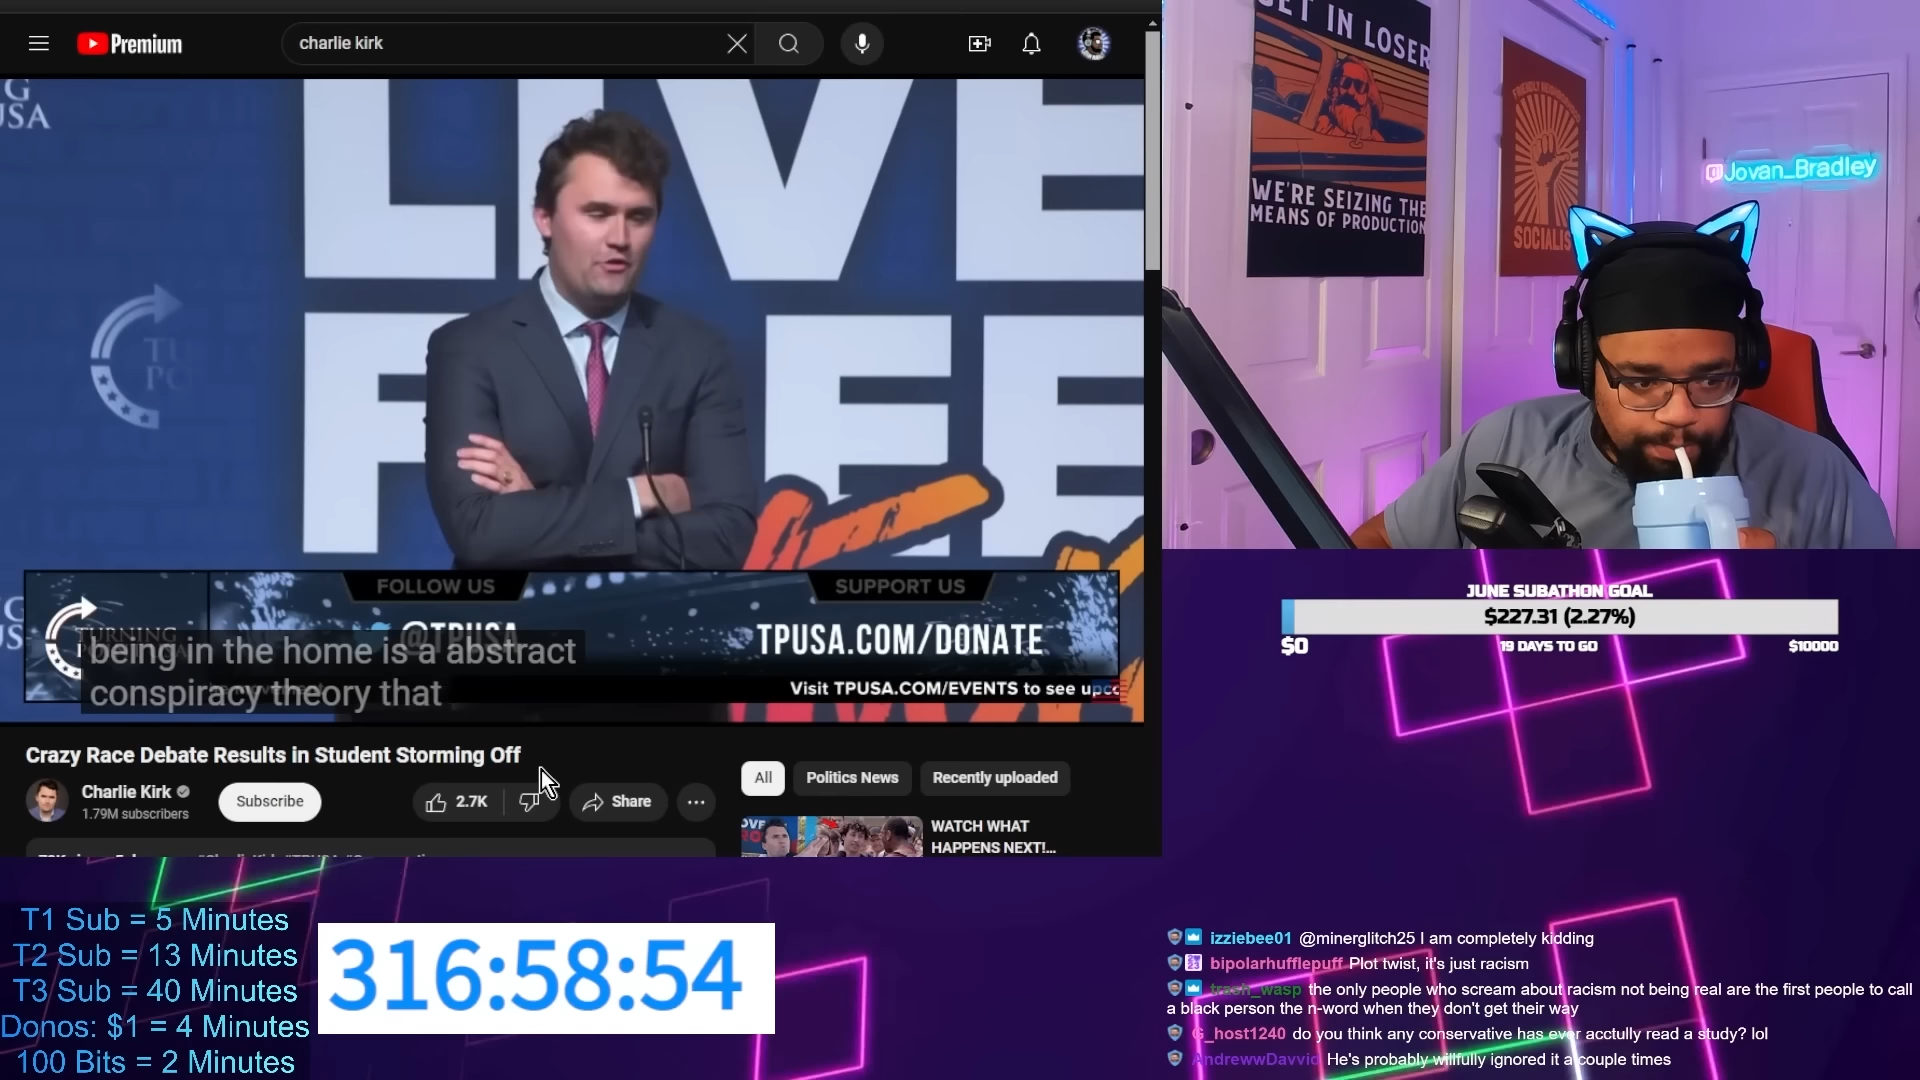 Premium
charlie kirk
NG
USA
LIVE
FREE
FOLLOW US
SUPPORT US
@TPUSA
TPUSA.COM/DONATE
TURNING
being in the home is a abstract
conspiracy theory that
Visit TPUSA.COM/EVENTS to see upco
Crazy Race Debate Results in Student Storming Off
Charlie Kirk
1.79M subscribers
Subscribe
2.7K
Share
All
Politics News
Recently uploaded
WATCH WHAT
HAPPENS NEXT!...
GET IN LOSER
WE'RE SEIZING THE
MEANS OF PRODUCTION
SOCIALIS
Jovan_Bradley
JUNE SUBATHON GOAL
$227.31 (2.27%)
$0
19 DAYS TO GO
$10000
T1 Sub = 5 Minutes
T2 Sub = 13 Minutes
T3 Sub = 40 Minutes
Donos: $1 = 4 Minutes
100 Bits = 2 Minutes
316:58:54
izziebee01 @minerglitch25 I am completely kidding
bipolarhufflepuff Plot twist, it's just racism
trash_wasp the only people who scream about racism not being real are the first people to call
a black person the n-word when they don't get their way
G_host1240 do you think any conservative has ever acctully read a study? lol
AndrewwDavvid He's probably willfully ignored it a couple times